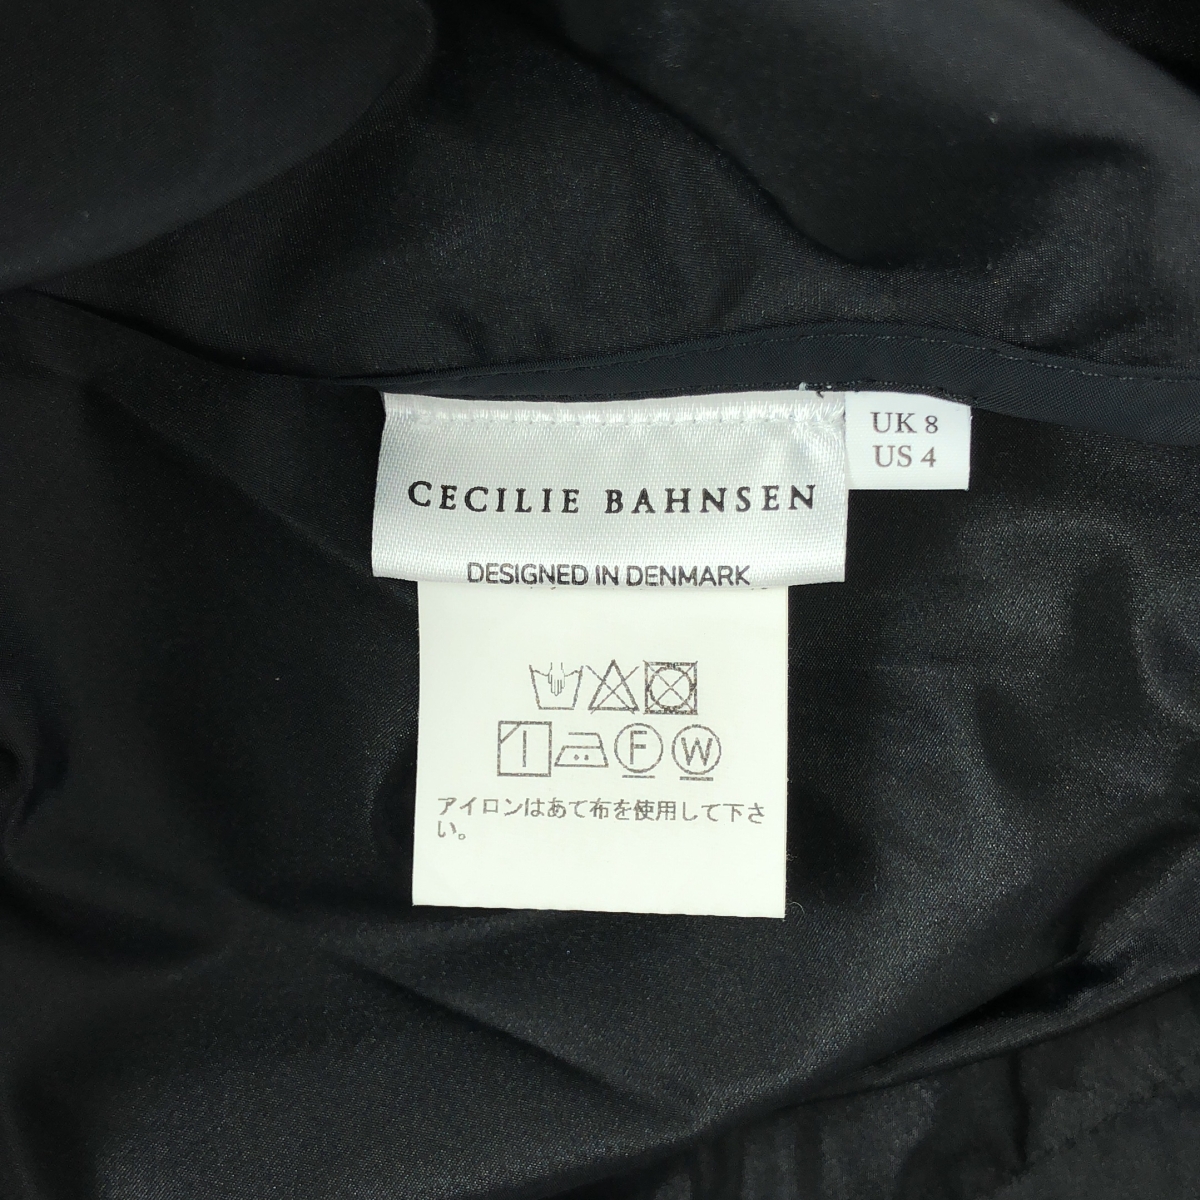 UK 8
US 4
CECILIE BAHNSEN
DESIGNED IN DENMARK
F W
アイロンはあて布を使用して下さ
い。